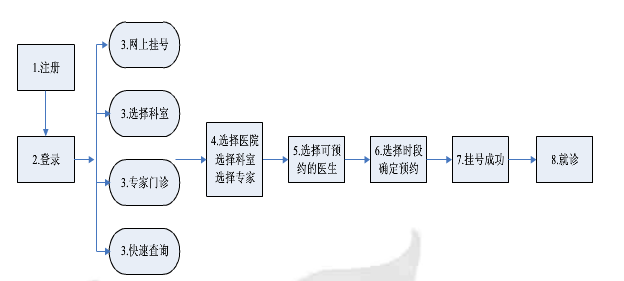 1.注册
2.登录
3.网上挂号
3.选择科室
3.专家门诊
3.快速查询
4.选择医院
选择科室
选择专家
5.选择可预
约的医生
6.选择时段
确定预约
7.挂号成功
8.就诊